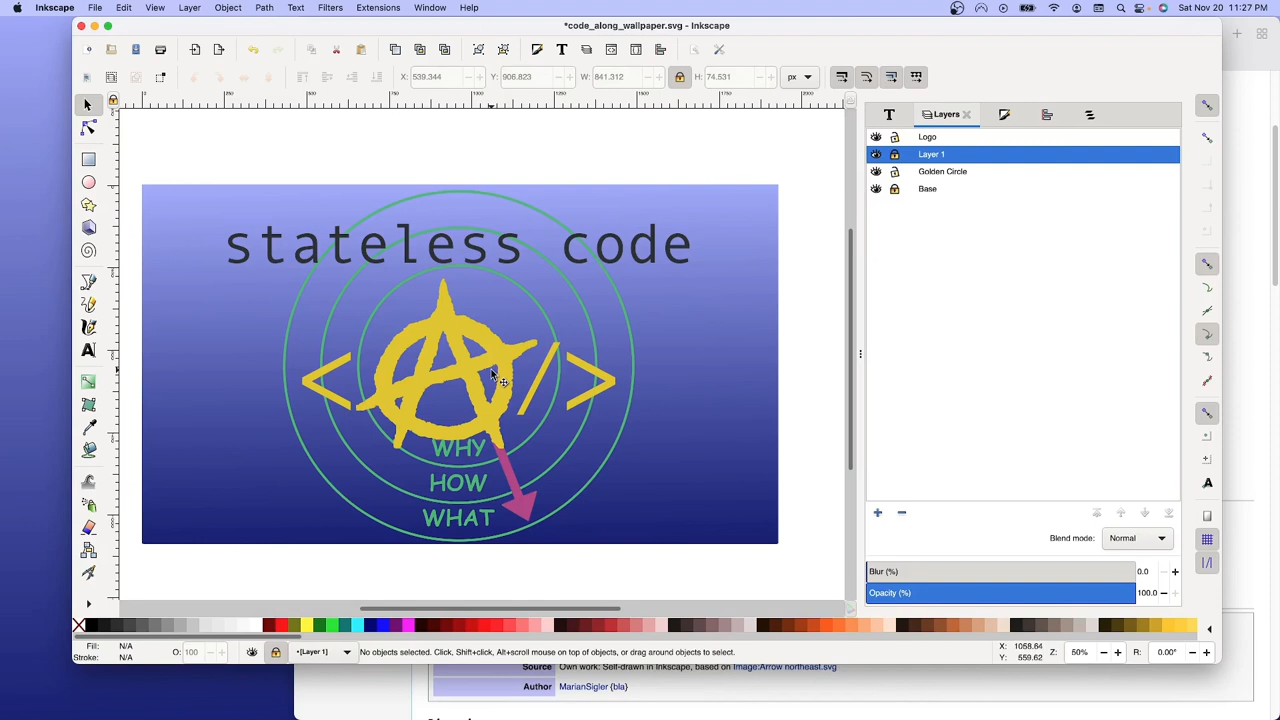 Inkscape File Edit View Layer Object Path Text Filters Extensions Window Help Sat Nov 20 11:27 PM
*code_along_wallpaper.svg - Inkscape
X: 539.344 Y: 906.823 W: 841.312 H: 74.531 px
Layers
Logo
Layer 1
Golden Circle
Base
stateless code
< A / >
WHY
HOW
WHAT
Blend mode: Normal
Blur (%) 0.0
Opacity (%) 100.0
Fill: N/A
Stroke: N/A
O: 100
•[Layer 1]
No objects selected. Click, Shift+click, Alt+scroll mouse on top of objects, or drag around objects to select.
X: 1058.64
Y: 559.62
Z: 50%
R: 0.00°
Source Own work: Self-drawn in Inkscape, based on Image:Arrow northeast.svg
Author MarianSigler {bla}